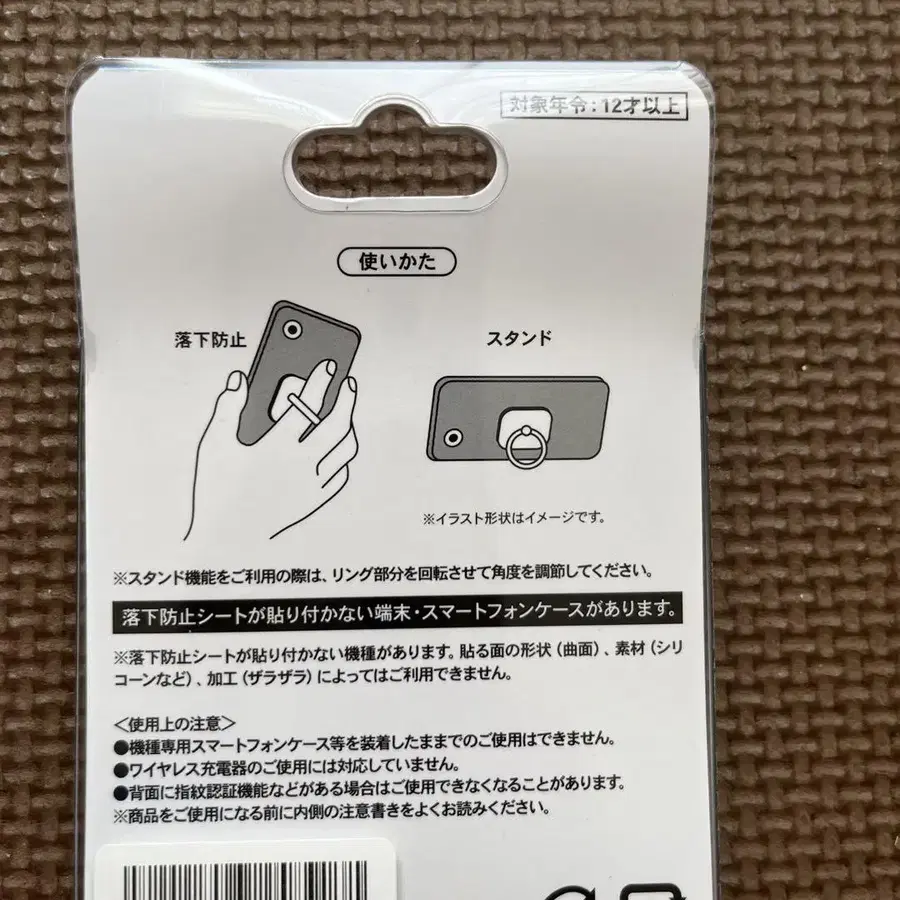 対象年令:12才以上
使いかた
落下防止
スタンド
※イラスト形状はイメージです。
※スタンド機能をご利用の際は、リング部分を回転させて角度を調節してください。
落下防止シートが貼り付かない端末・スマートフォンケースがあります。
※落下防止シートが貼り付かない機種があります。貼る面の形状(曲面)、素材(シリ
コーンなど)、加工(ザラザラ)によってはご利用できません。
<使用上の注意>
●機種専用スマートフォンケース等を装着したままでのご使用はできません。
●ワイヤレス充電器のご使用には対応していません。
●背面に指紋認証機能などがある場合はご使用できなくなることがあります。
※商品をご使用になる前に内側の注意書きをよくお読みください。